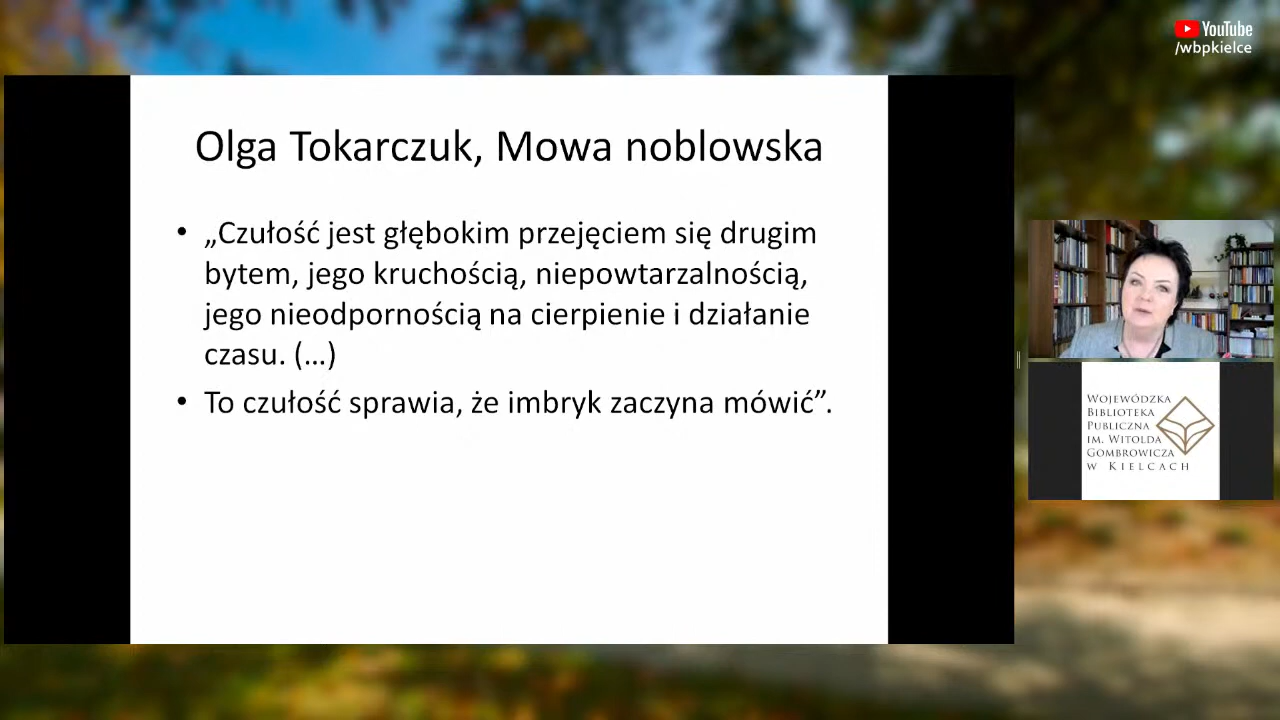 YouTube
/wbpkielce
Olga Tokarczuk, Mowa noblowska
• „Czułość jest głębokim przejęciem się drugim
bytem, jego kruchością, niepowtarzalnością,
jego nieodpornością na cierpienie i działanie
czasu. (...)
• To czułość sprawia, że imbryk zaczyna mówić”.
WOJEWÓDZKA
BIBLIOTEKA
PUBLICZNA
IM. WITOLDA
GOMBROWICZA
W KIELCACH